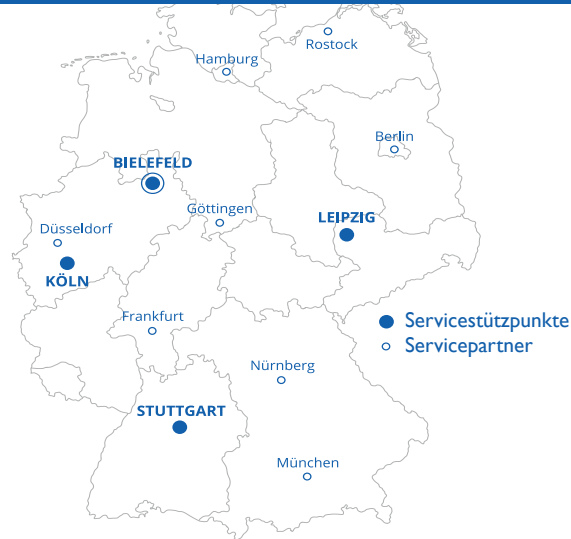 Rostock
Hamburg
Berlin
BIELEFELD
Göttingen
LEIPZIG
Düsseldorf
KÖLN
Frankfurt
Servicestützpunkte
Servicepartner
Nürnberg
STUTTGART
München